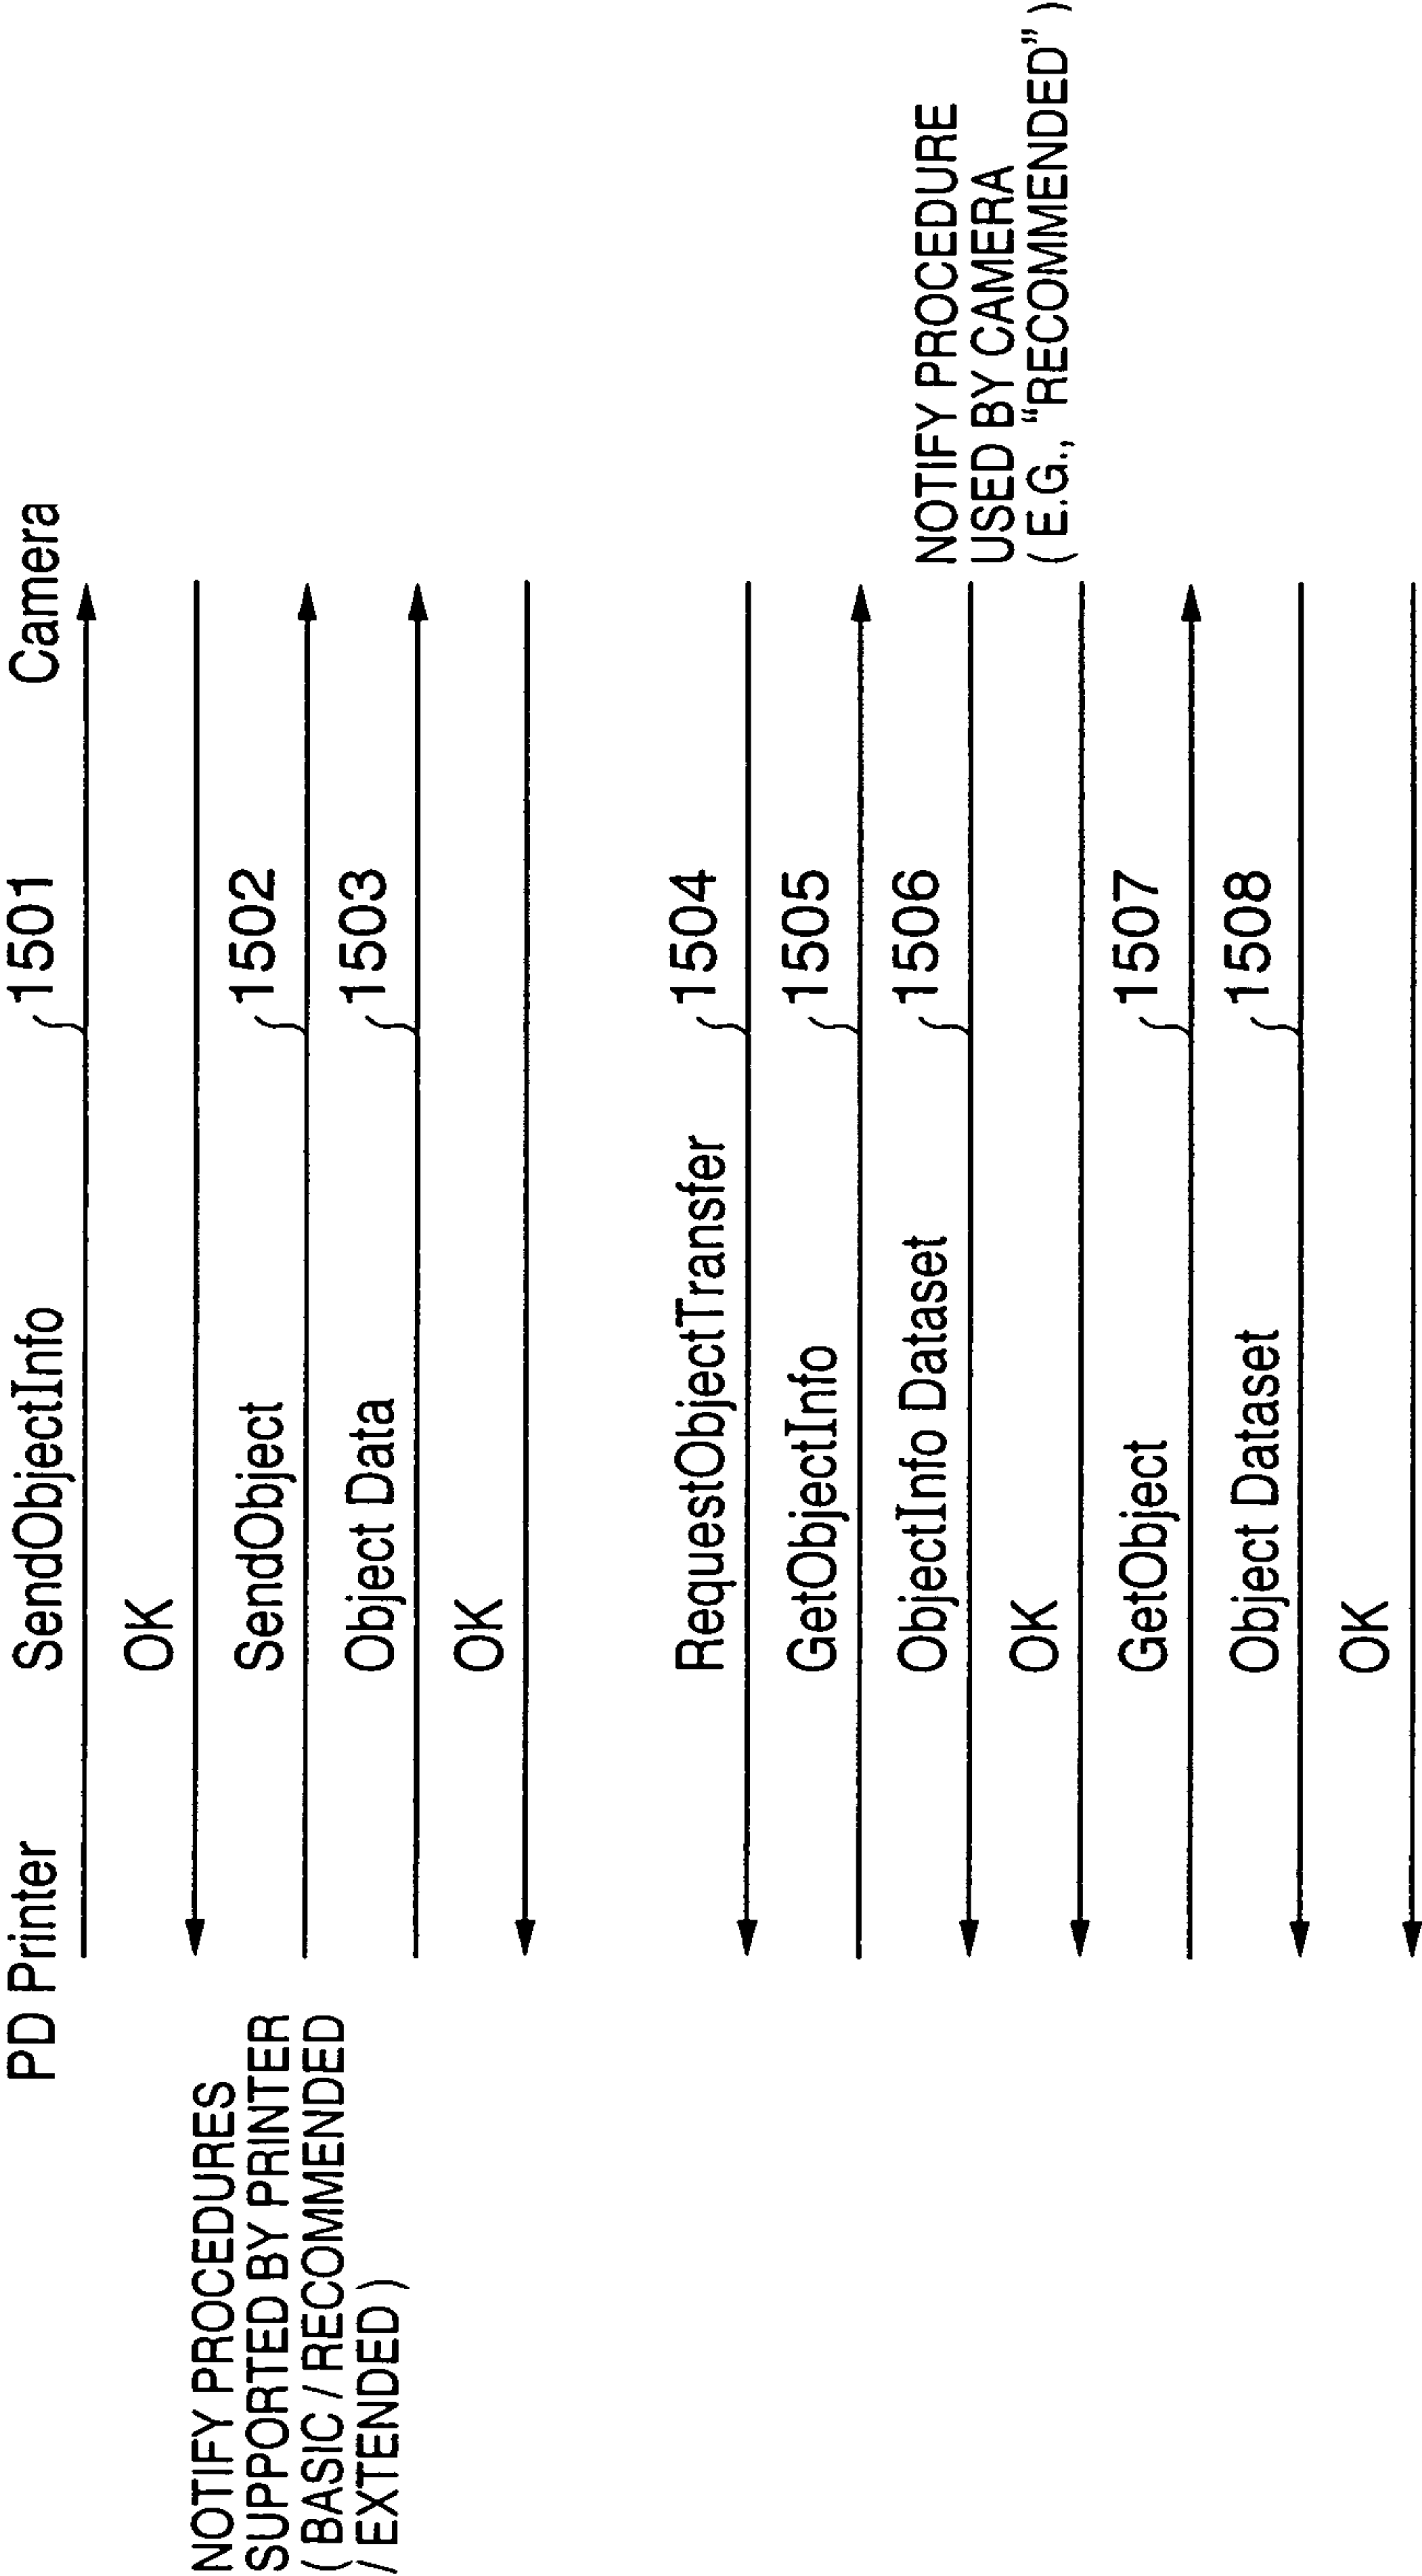 PD Printer
Camera
SendObjectInfo
1501
OK
NOTIFY PROCEDURES
SUPPORTED BY PRINTER
( BASIC / RECOMMENDED
/ EXTENDED )
SendObject
1502
Object Data
1503
OK
RequestObjectTransfer
1504
GetObjectInfo
1505
ObjectInfo Dataset
1506
NOTIFY PROCEDURE
USED BY CAMERA
( E.G., “RECOMMENDED” )
OK
GetObject
1507
Object Dataset
1508
OK